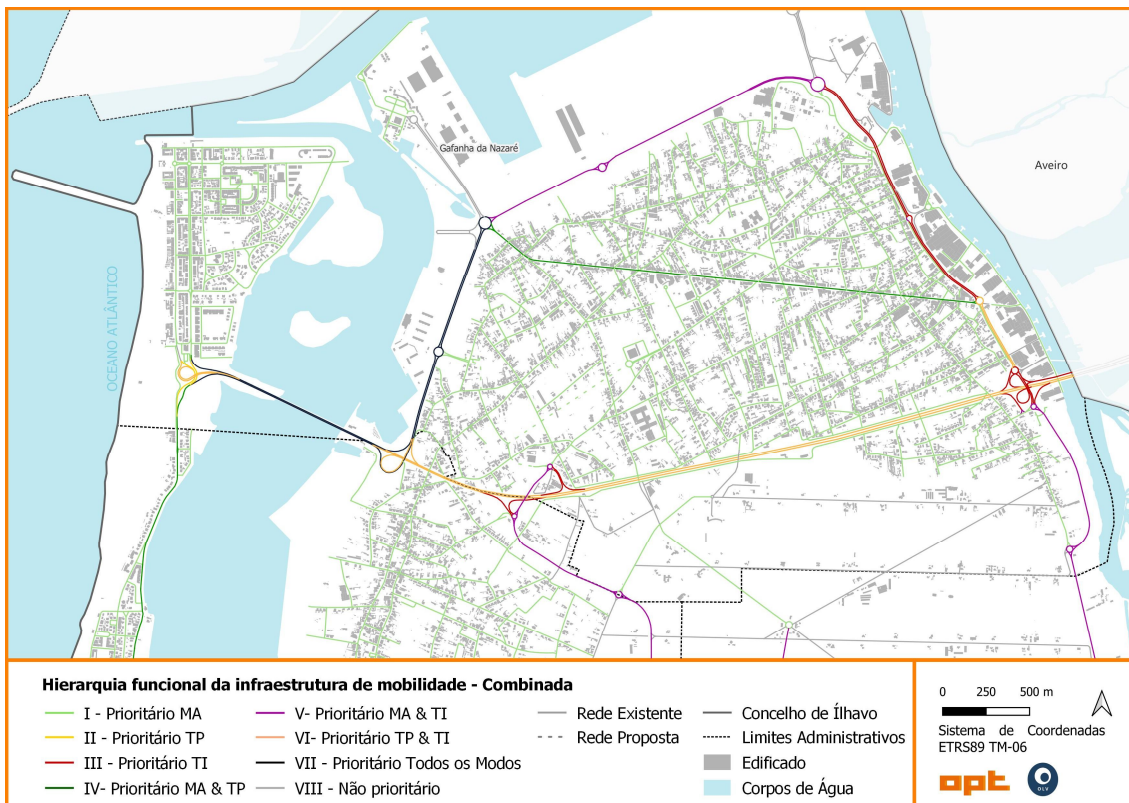 Gafanha da Nazaré
Aveiro
OCEANO ATLÂNTICO
Hierarquia funcional da infraestrutura de mobilidade - Combinada
I - Prioritário MA
II - Prioritário TP
III - Prioritário TI
IV- Prioritário MA & TP
V- Prioritário MA & TI
VI- Prioritário TP & TI
VII - Prioritário Todos os Modos
VIII - Não prioritário
Rede Existente
Rede Proposta
Concelho de Ílhavo
Limites Administrativos
Edificado
Corpos de Água
0 250 500 m
Sistema de Coordenadas
ETRS89 TM-06
opt
OLV